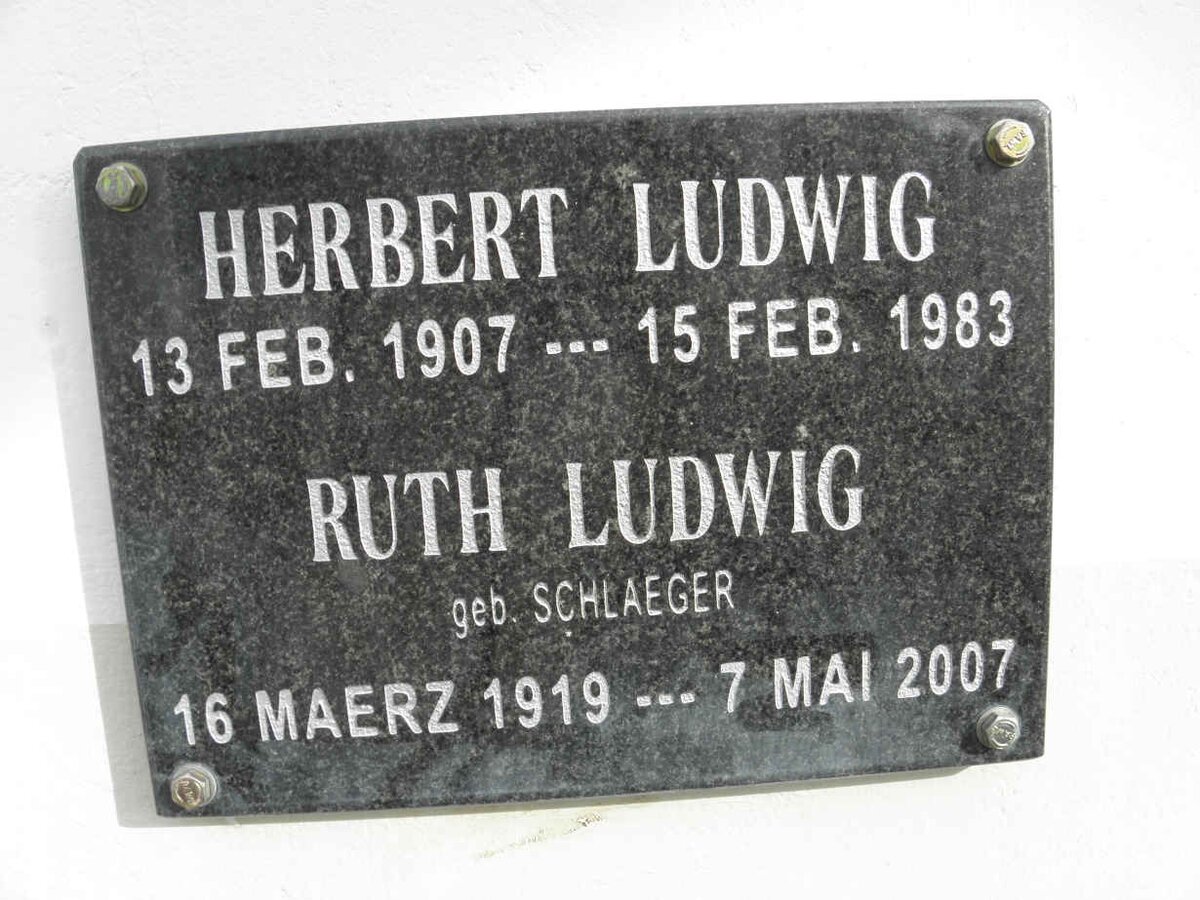 HERBERT LUDWIG
13 FEB. 1907 --- 15 FEB. 1983
RUTH LUDWIG
geb. SCHLAEGER
16 MAERZ 1919 --- 7 MAI 2007